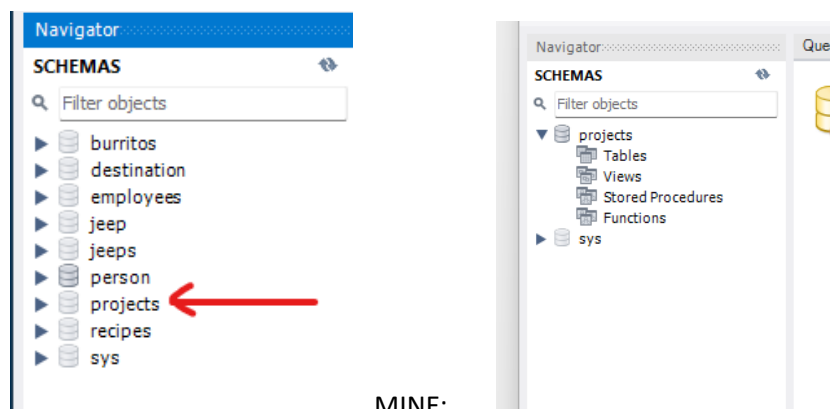 Navigator
SCHEMAS
Filter objects
burritos
destination
employees
jeep
jeeps
person
projects
recipes
sys
MINE:
Navigator
SCHEMAS
Filter objects
projects
Tables
Views
Stored Procedures
Functions
sys
Que